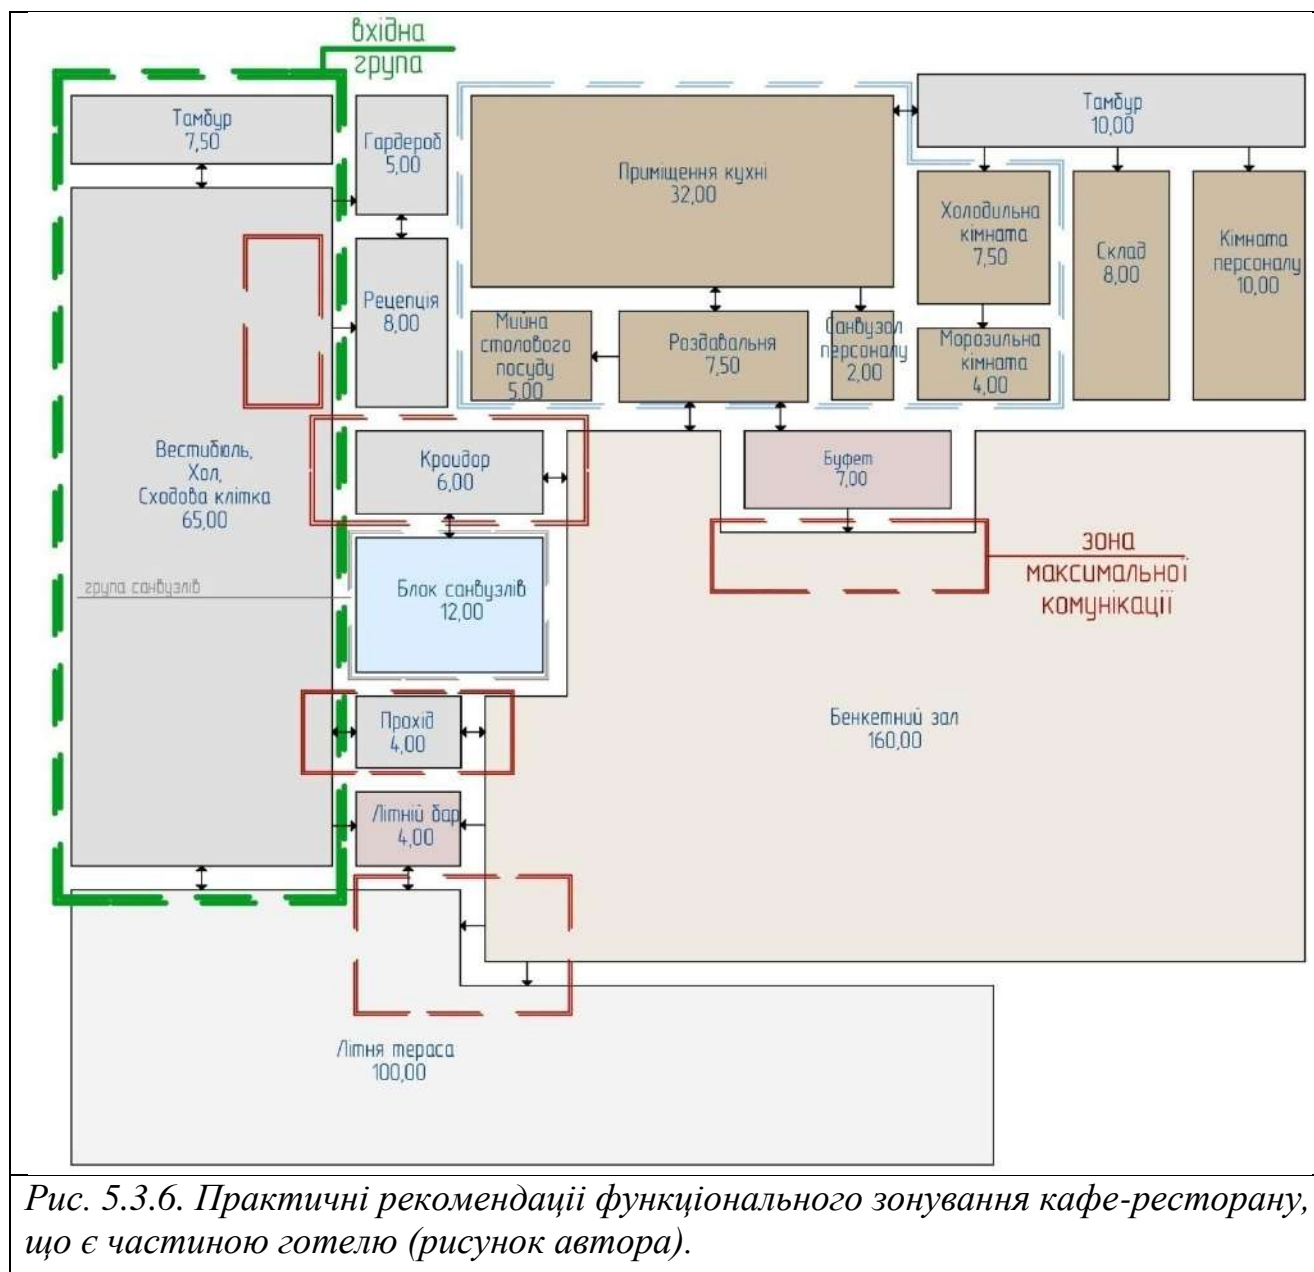 вхідна
група
Тамбур
7,50
Гардероб
5,00
Приміщення кухні
32,00
Тамбур
10,00
Холодильна
кімната
7,50
Склад
8,00
Кімната
персоналу
10,00
Рецепція
8,00
Мийна
столового
посуду
5,00
Роздавальня
7,50
Санвузол
персоналу
2,00
Морозильна
кімната
4,00
Вестибюль,
Хол,
Сходова клітка
65,00
Кроидор
6,00
Буфет
7,00
зона
максимальної
комунікації
група санвузлів
Блок санвузлів
12,00
Прохід
4,00
Бенкетний зал
160,00
Літній бар
4,00
Літня тераса
100,00
Рис. 5.3.6. Практичні рекомендації функціонального зонування кафе-ресторану,
що є частиною готелю (рисунок автора).